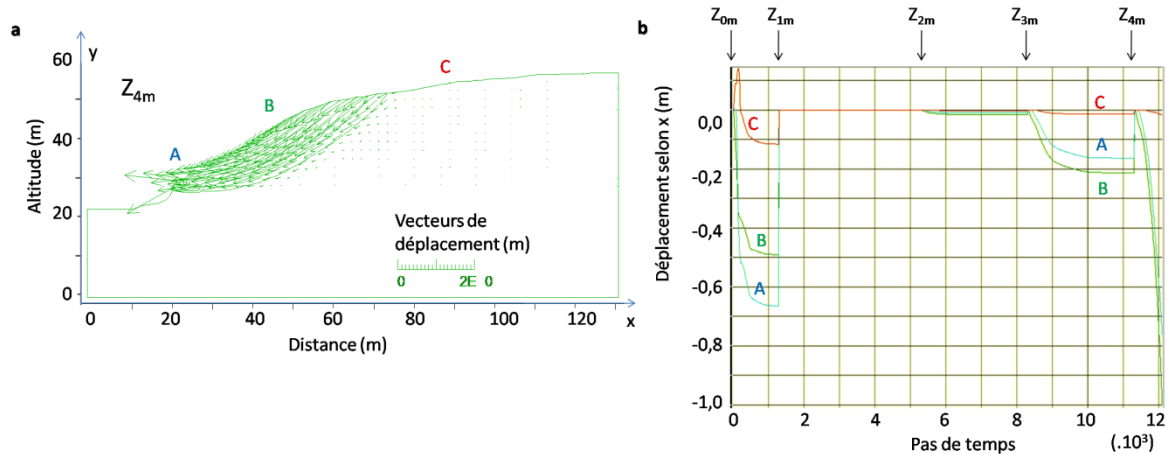 a
y
60
50
40
30
20
0
Altitude (m)
Z4m
A
B
C
Vecteurs de
déplacement (m)
0 2E 0
0 20 40 60 80 100 120
x
Distance (m)
b
Z0m Z1m Z2m Z3m Z4m
0,0
-0,2
-0,4
-0,6
-0,8
-1,0
Déplacement selon x (m)
C
B
A
C
A
B
0 2 4 6 8 10 12
Pas de temps
(.10³)